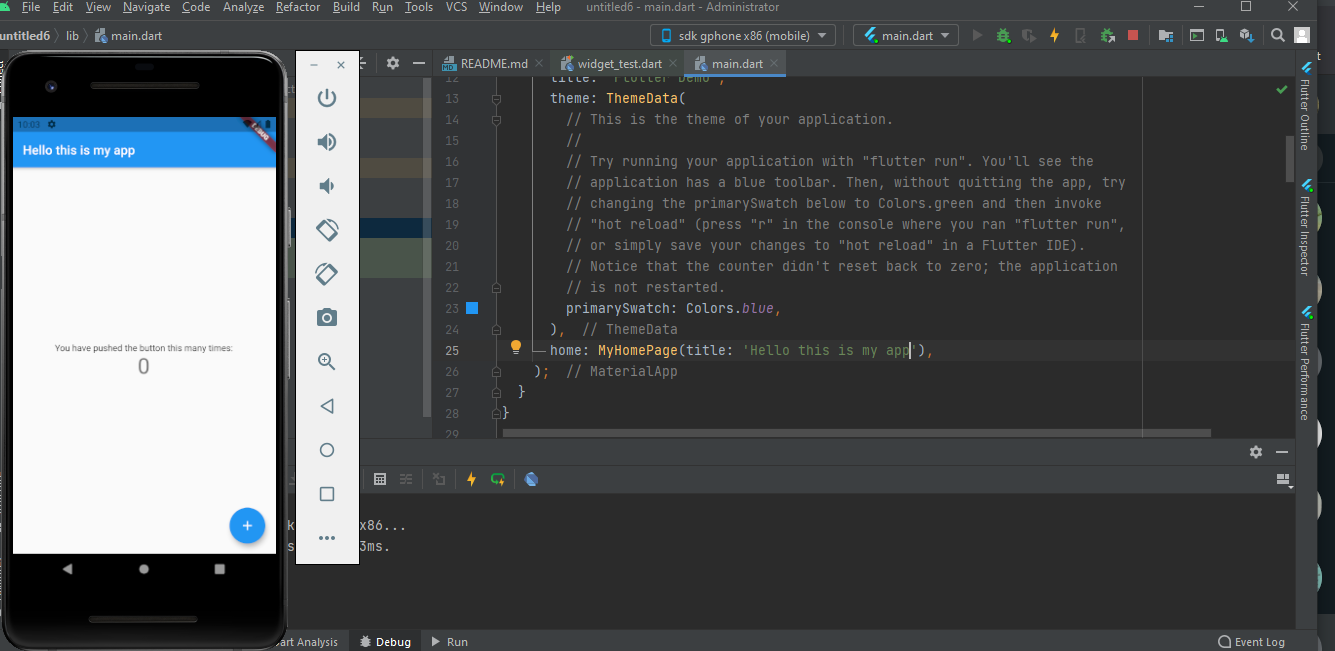 File Edit View Navigate Code Analyze Refactor Build Run Tools VCS Window Help untitled6 - main.dart - Administrator
untitled6 lib main.dart
sdk gphone x86 (mobile) main.dart
README.md widget_test.dart main.dart
12 title: 'Flutter Demo',
13 theme: ThemeData(
14 // This is the theme of your application.
15 //
16 // Try running your application with "flutter run". You'll see the
17 // application has a blue toolbar. Then, without quitting the app, try
18 // changing the primarySwatch below to Colors.green and then invoke
19 // "hot reload" (press "r" in the console where you ran "flutter run",
20 // or simply save your changes to "hot reload" in a Flutter IDE).
21 // Notice that the counter didn't reset back to zero; the application
22 // is not restarted.
23 primarySwatch: Colors.blue,
24 ), // ThemeData
25 home: MyHomePage(title: 'Hello this is my app'),
26 ); // MaterialApp
27 }
28 }
29
10:03
DEBUG
Hello this is my app
You have pushed the button this many times:
0
+
Flutter Outline
Flutter Inspector
Flutter Performance
x86...
3ms.
art Analysis Debug Run Event Log